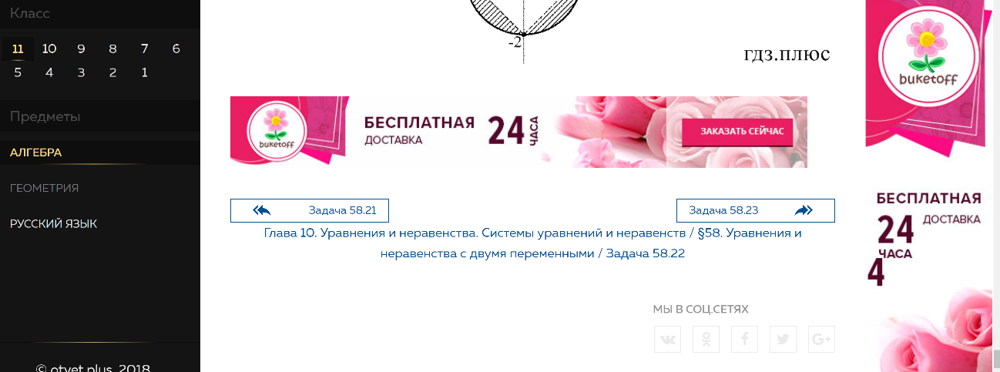 Класс
11 10 9 8 7 6
5 4 3 2 1
Предметы
АЛГЕБРА
ГЕОМЕТРИЯ
РУССКИЙ ЯЗЫК
© otvet.plus, 2018
-2
гдз.плюс
buketoff
БЕСПЛАТНАЯ
ДОСТАВКА
24
ЧАСА
ЗАКАЗАТЬ СЕЙЧАС
Задача 58.21
Задача 58.23
Глава 10. Уравнения и неравенства. Системы уравнений и неравенств / §58. Уравнения и
неравенства с двумя переменными / Задача 58.22
МЫ В СОЦ.СЕТЯХ
G+
buketoff
БЕСПЛАТНАЯ
24 ДОСТАВКА
ЧАСА
4